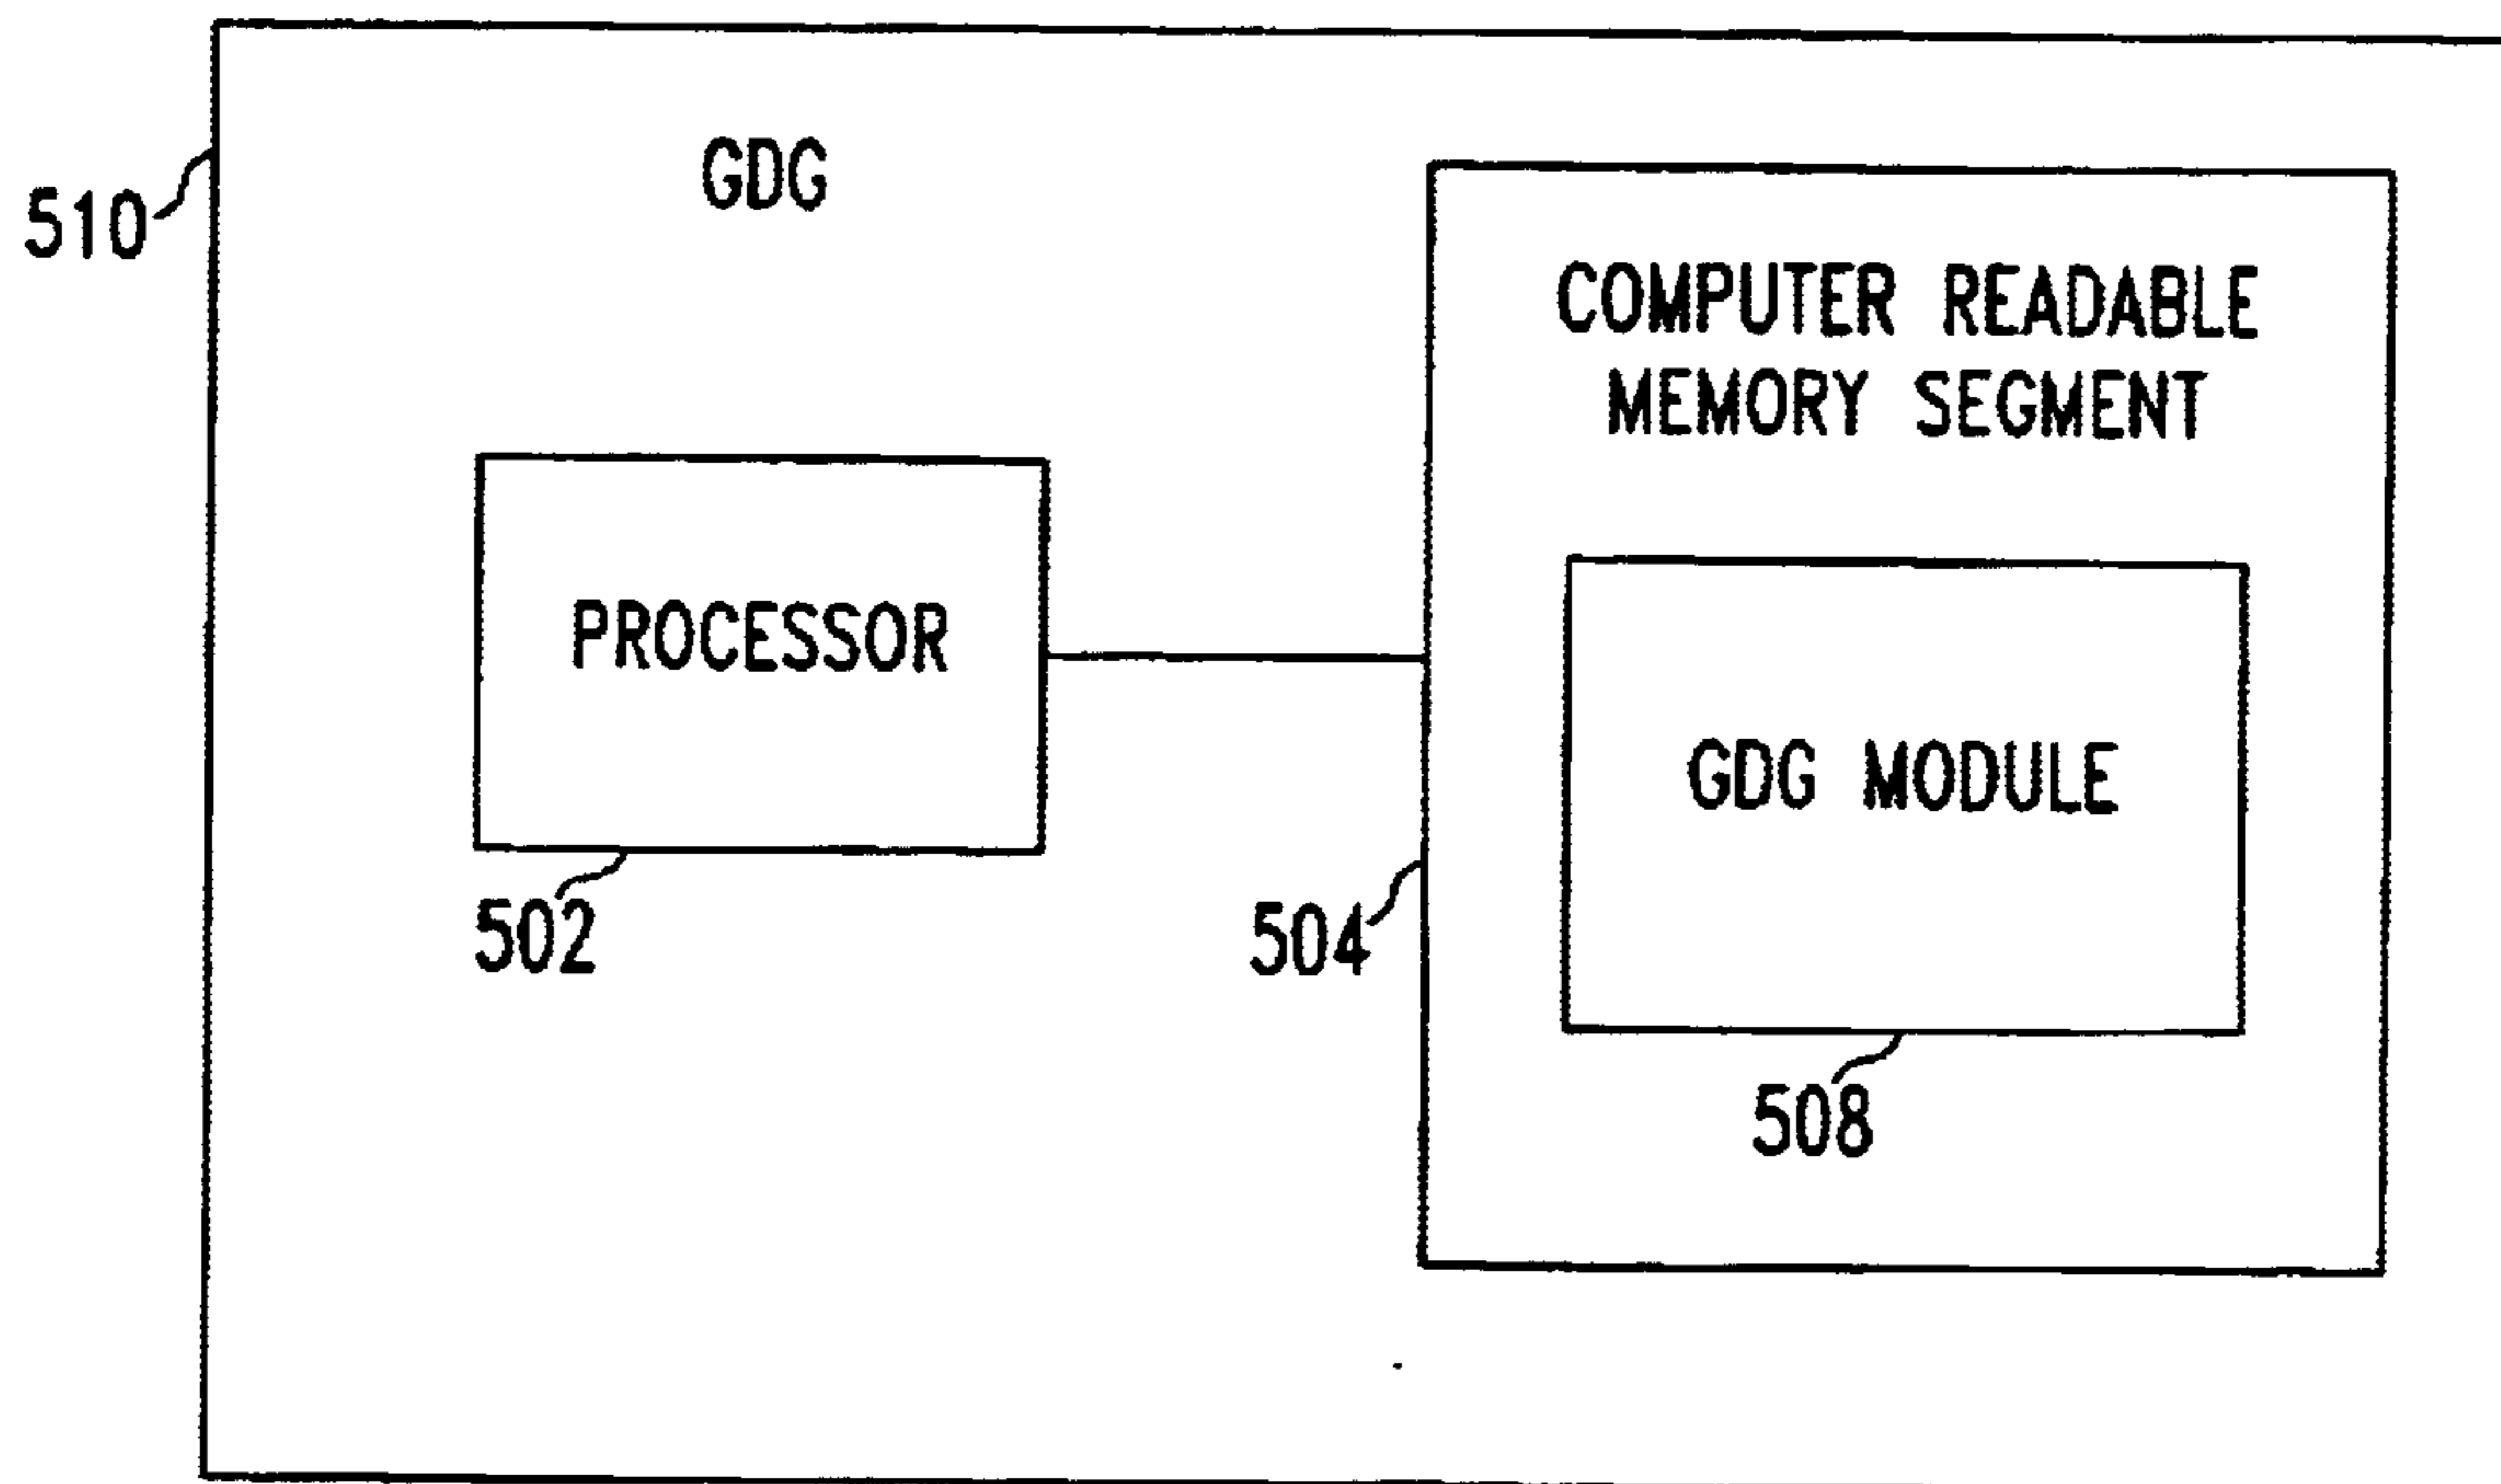 GDG
510
COMPUTER READABLE
MEMORY SEGMENT
PROCESSOR
GDG MODULE
502
504
508